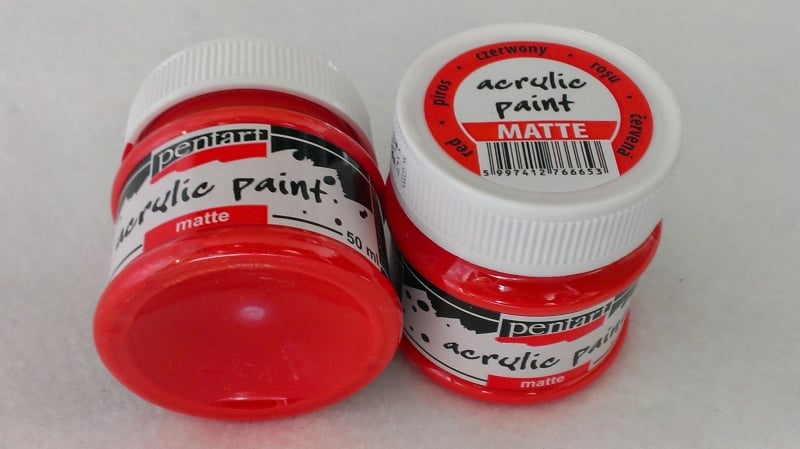 pentart
acrylic paint
matte
50 ml
red • piros • czerwony • roşu • červená
acrylic
paint
MATTE
5 997412 766653
pentart
acrylic paint
matte